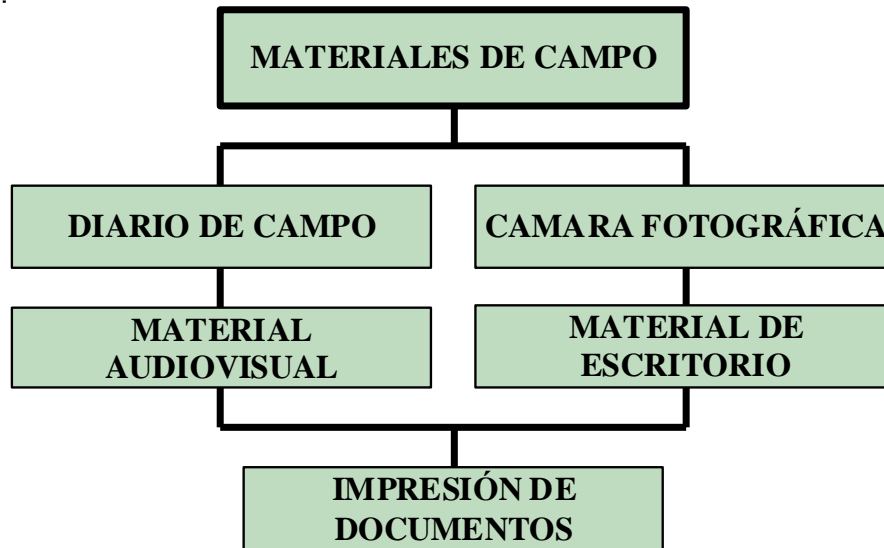 MATERIALES DE CAMPO
DIARIO DE CAMPO
CAMARA FOTOGRÁFICA
MATERIAL
AUDIOVISUAL
MATERIAL DE
ESCRITORIO
IMPRESIÓN DE
DOCUMENTOS